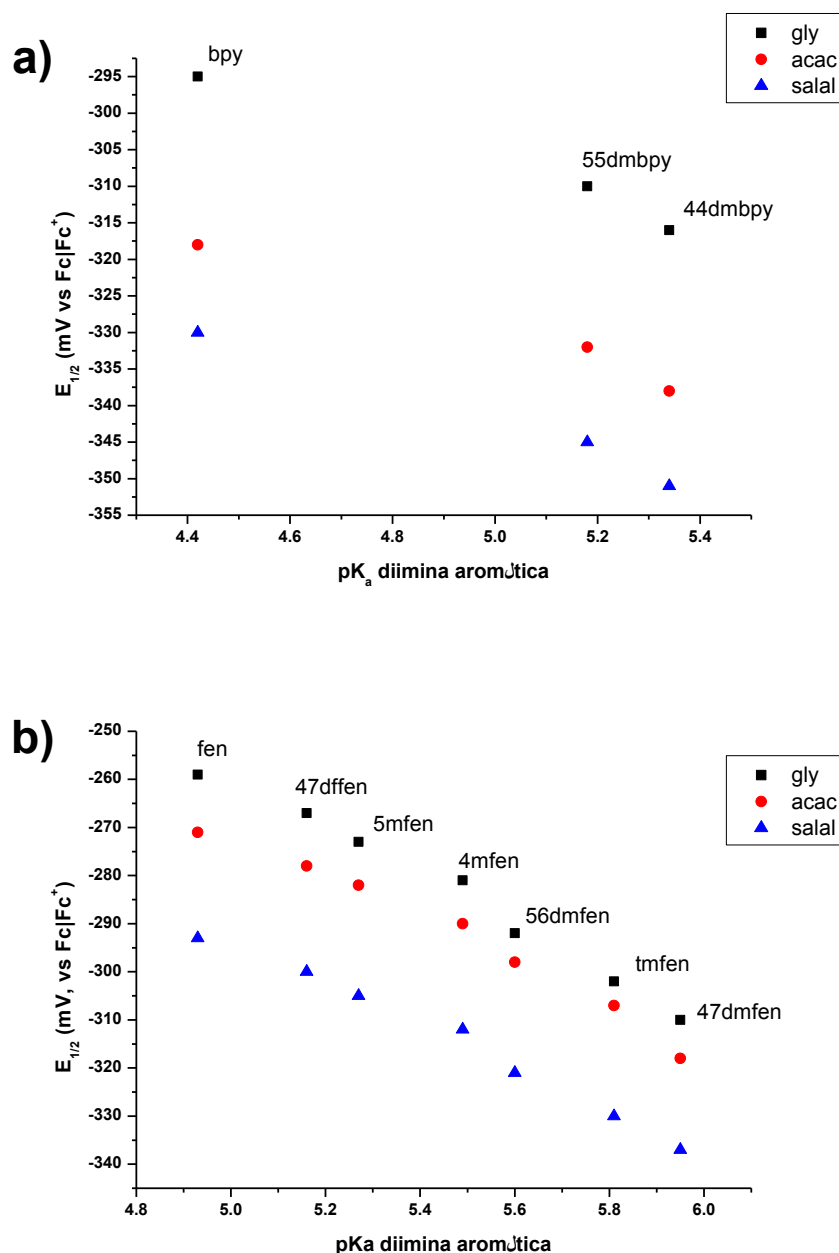 a)
gly
acac
salal
bpy
55dmbpy
44dmbpy
-295
-300
-305
-310
-315
-320
-325
-330
-335
-340
-345
-350
-355
E1/2 (mV vs Fc|Fc+)
4.4 4.6 4.8 5.0 5.2 5.4
pKa diimina
b)
gly
acac
salal
fen
47dffen
5mfen
4mfen
56dmfen
tmfen
47dmfen
-250
-260
-270
-280
-290
-300
-310
-320
-330
-340
E1/2 (mV, vs Fc|Fc+)
4.8 5.0 5.2 5.4 5.6 5.8 6.0
pKa diimina